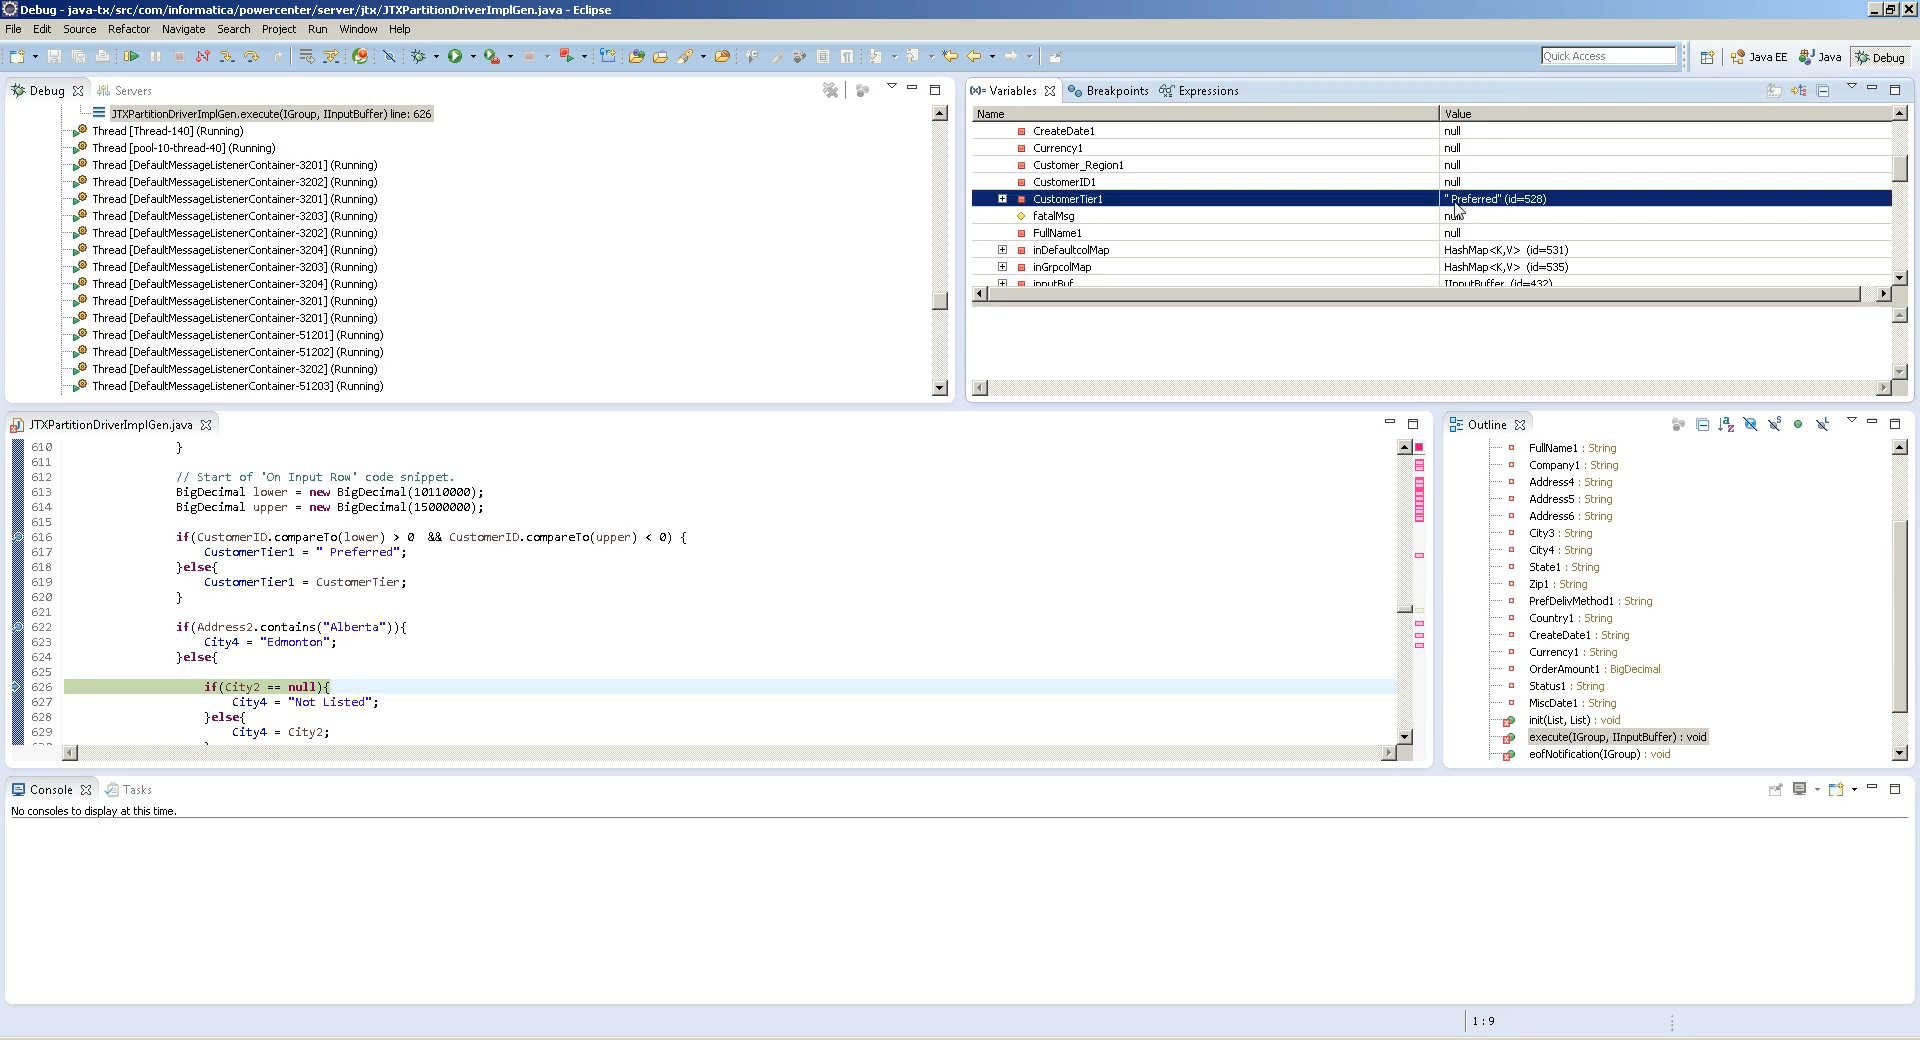 Debug - java-tx/src/com/informatica/powercenter/server/jtx/JTXPartitionDriverImplGen.java - Eclipse
File Edit Source Refactor Navigate Search Project Run Window Help
Quick Access
Java EE
Java
Debug
Debug
Servers
JTXPartitionDriverImplGen.execute(IGroup, IInputBuffer) line: 626
Thread [Thread-140] (Running)
Thread [pool-10-thread-40] (Running)
Thread [DefaultMessageListenerContainer-3201] (Running)
Thread [DefaultMessageListenerContainer-3202] (Running)
Thread [DefaultMessageListenerContainer-3201] (Running)
Thread [DefaultMessageListenerContainer-3203] (Running)
Thread [DefaultMessageListenerContainer-3202] (Running)
Thread [DefaultMessageListenerContainer-3204] (Running)
Thread [DefaultMessageListenerContainer-3203] (Running)
Thread [DefaultMessageListenerContainer-3204] (Running)
Thread [DefaultMessageListenerContainer-3201] (Running)
Thread [DefaultMessageListenerContainer-3201] (Running)
Thread [DefaultMessageListenerContainer-51201] (Running)
Thread [DefaultMessageListenerContainer-51202] (Running)
Thread [DefaultMessageListenerContainer-3202] (Running)
Thread [DefaultMessageListenerContainer-51203] (Running)
(x)= Variables Breakpoints Expressions
Name Value
CreateDate1 null
Currency1 null
Customer_Region1 null
CustomerID1 null
CustomerTier1 " Preferred" (id=528)
fatalMsg null
FullName1 null
inDefaultcolMap HashMap<K,V> (id=531)
inGrpcolMap HashMap<K,V> (id=535)
inputBuf IInputBuffer (id=432)
JTXPartitionDriverImplGen.java
610 }
611
612 // Start of 'On Input Row' code snippet.
613 BigDecimal lower = new BigDecimal(10110000);
614 BigDecimal upper = new BigDecimal(15000000);
615
616 if(CustomerID.compareTo(lower) > 0 && CustomerID.compareTo(upper) < 0) {
617 CustomerTier1 = " Preferred";
618 }else{
619 CustomerTier1 = CustomerTier;
620 }
621
622 if(Address2.contains("Alberta")){
623 City4 = "Edmonton";
624 }else{
625
626 if(City2 == null){
627 City4 = "Not Listed";
628 }else{
629 City4 = City2;
Outline
FullName1 : String
Company1 : String
Address4 : String
Address5 : String
Address6 : String
City3 : String
City4 : String
State1 : String
Zip1 : String
PrefDelivMethod1 : String
Country1 : String
CreateDate1 : String
Currency1 : String
OrderAmount1 : BigDecimal
Status1 : String
MiscDate1 : String
init(List, List) : void
execute(IGroup, IInputBuffer) : void
eofNotification(IGroup) : void
Console Tasks
No consoles to display at this time.
1 : 9